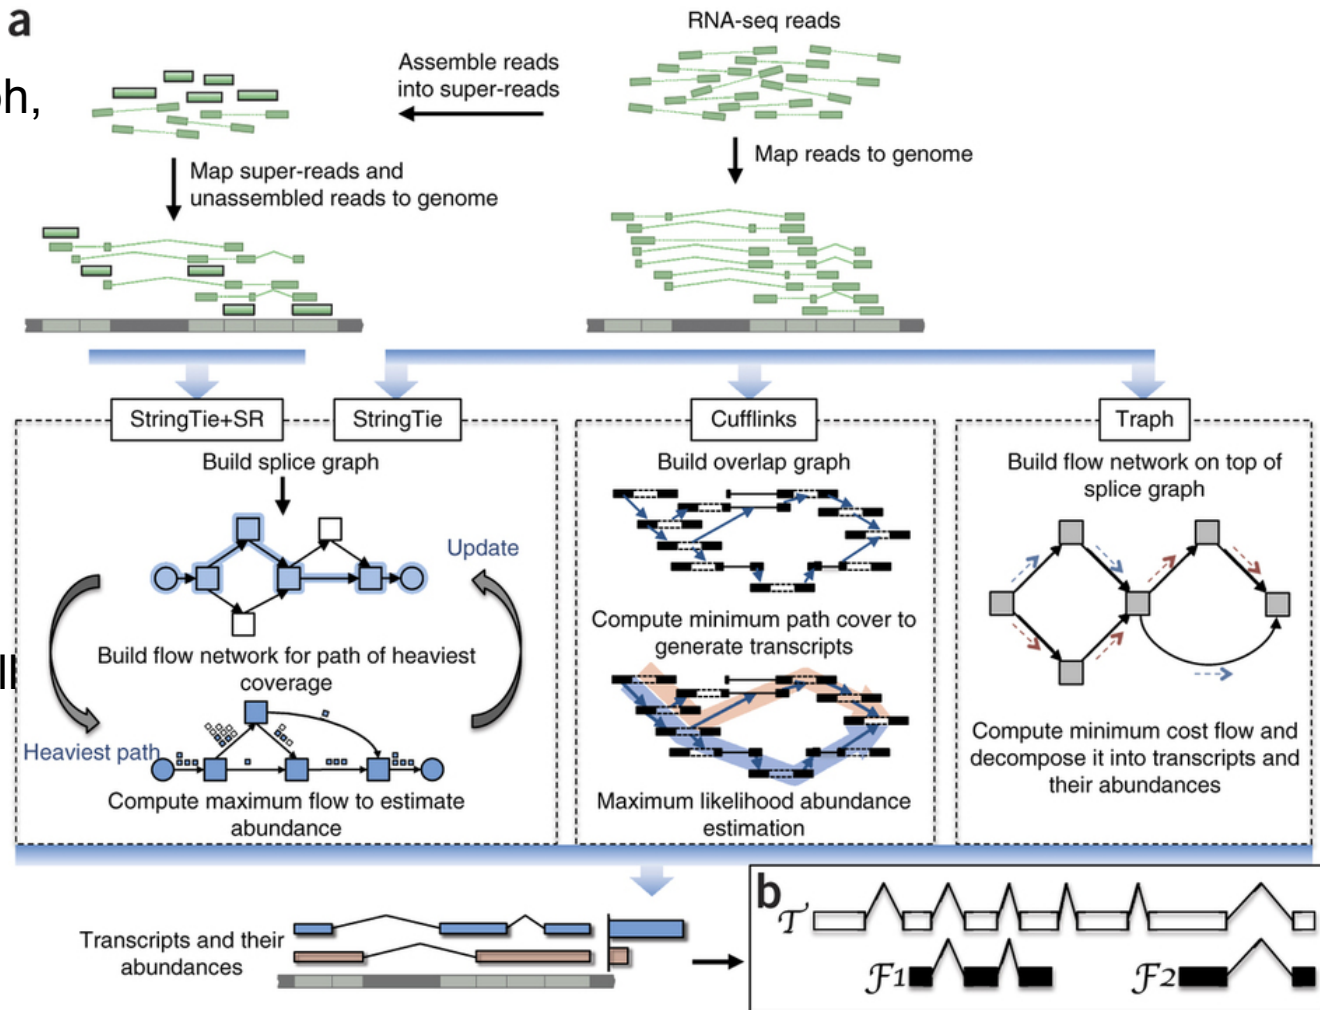 a
RNA-seq reads
Assemble reads
into super-reads
oh,
Map reads to genome
Map super-reads and
unassembled reads to genome
StringTie+SR
StringTie
Cufflinks
Traph
Build splice graph
Update
Build flow network for path of heaviest
coverage
ll
Heaviest path
Compute maximum flow to estimate
abundance
Build overlap graph
Compute minimum path cover to
generate transcripts
Maximum likelihood abundance
estimation
Build flow network on top of
splice graph
Compute minimum cost flow and
decompose it into transcripts and
their abundances
Transcripts and their
abundances
b
T
F1
F2